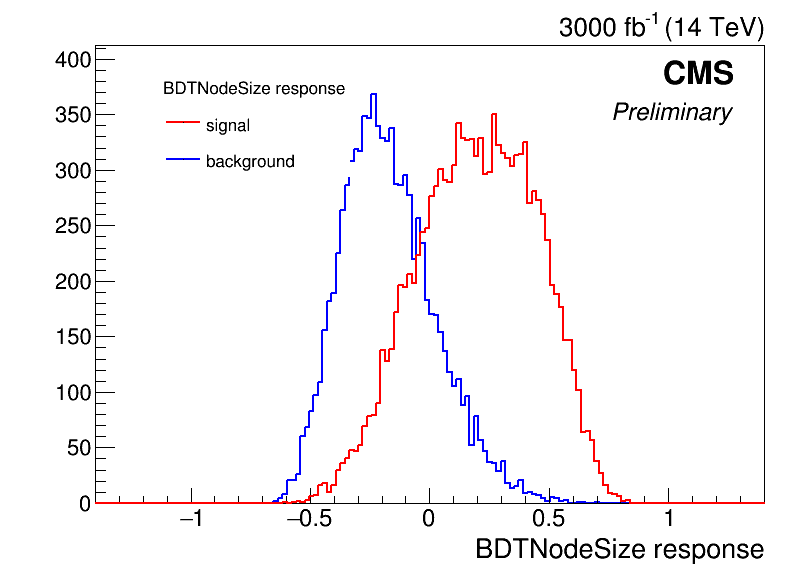 3000 fb⁻¹ (14 TeV)
CMS
Preliminary
BDTNodeSize response
signal
background
400
350
300
250
200
150
100
50
0
−1
−0.5
0
0.5
1
BDTNodeSize response